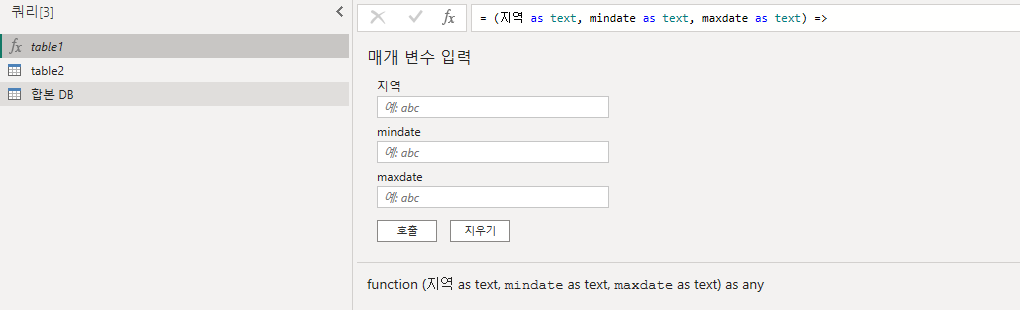 쿼리[3]
table1
table2
합본 DB
= (지역 as text, mindate as text, maxdate as text) =>
매개 변수 입력
지역
예: abc
mindate
예: abc
maxdate
예: abc
호출 지우기
function (지역 as text, mindate as text, maxdate as text) as any